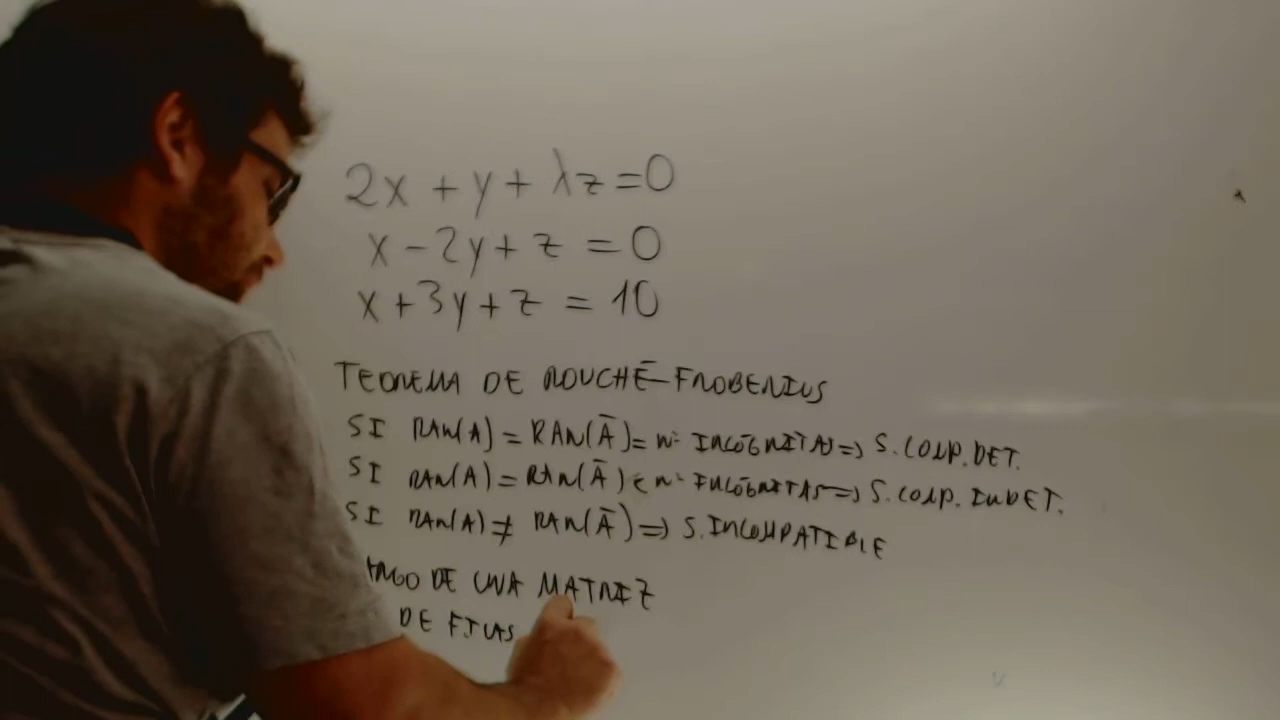 2x + y + λz = 0
x - 2y + z = 0
x + 3y + z = 10
TEOREMA DE ROUCHÉ-FROBENIUS
SI RAN(A) = RAN(Ā) = nº INCÓGNITAS => S. COMP. DET.
SI RAN(A) = RAN(Ā) < nº INCÓGNITAS => S. COMP. INDET.
SI RAN(A) ≠ RAN(Ā) => S. INCOMPATIBLE
DE UNA MATRIZ
DE FILAS